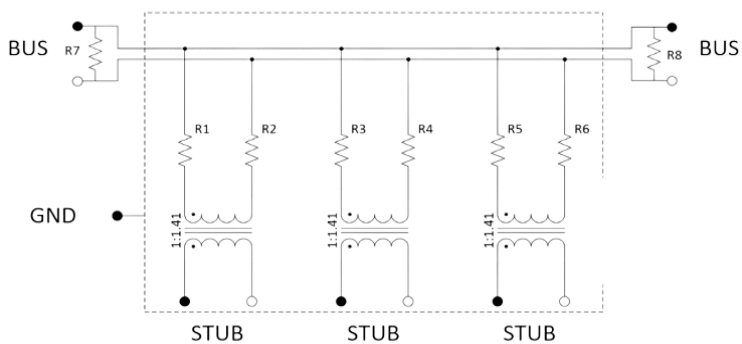 BUS
R7
R8
BUS
R1
R2
R3
R4
R5
R6
GND
1:1.41
1:1.41
1:1.41
STUB
STUB
STUB